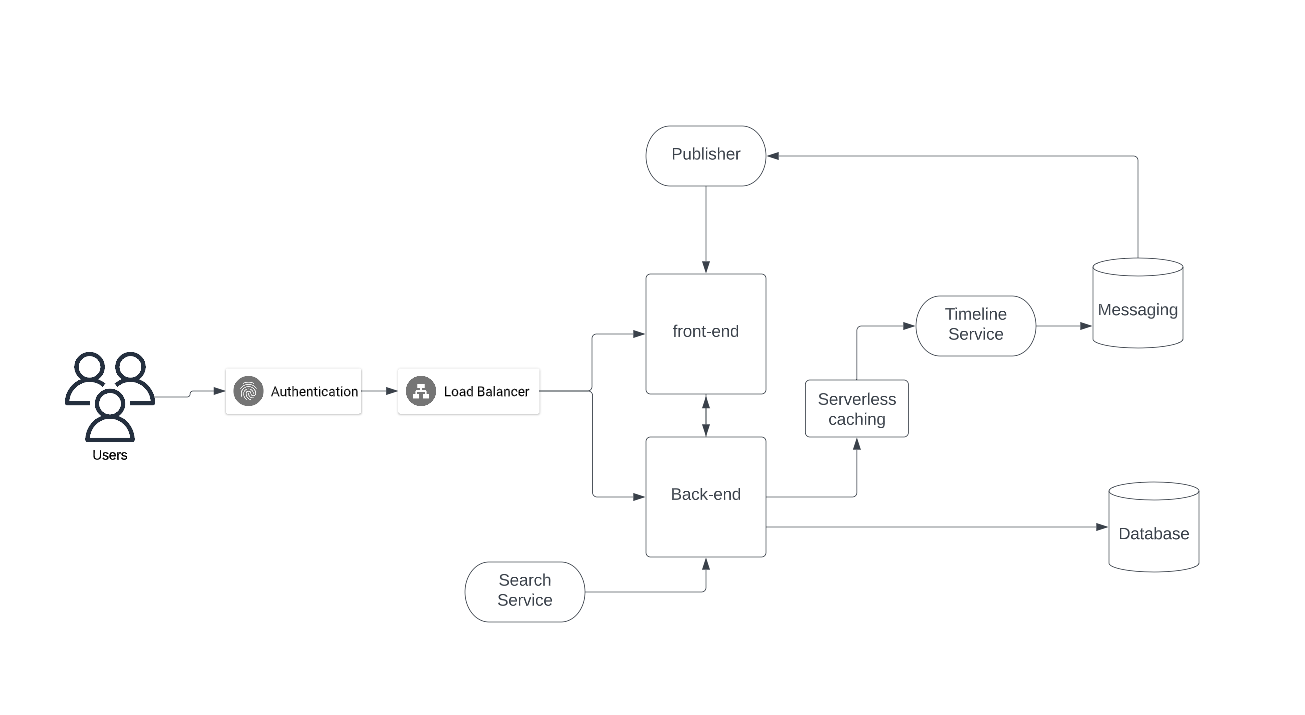 Publisher
front-end
Timeline
Service
Messaging
Users
Authentication
Load Balancer
Serverless
caching
Back-end
Database
Search
Service